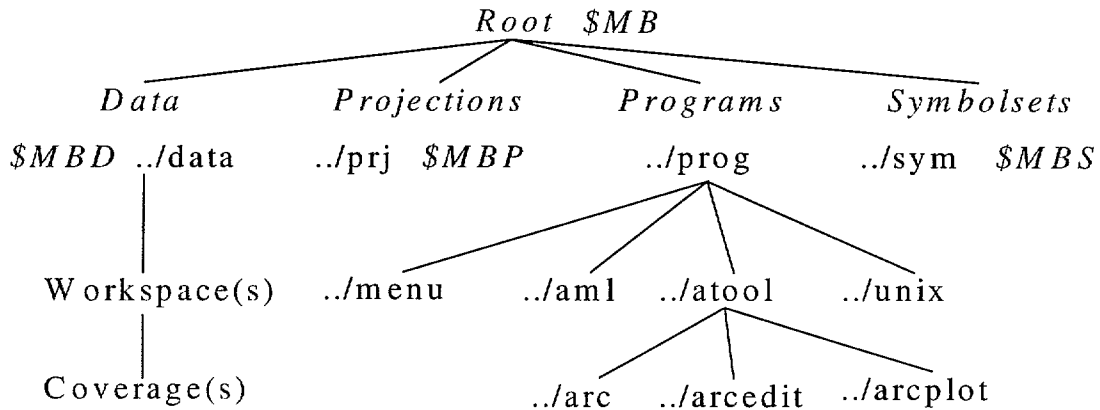 Root $MB
Data Projections Programs Symbolsets
$MBD ../data ../prj $MBP ../prog ../sym $MBS
Workspace(s) ../menu ../aml ../atool ../unix
Coverage(s) ../arc ../arcedit ../arcplot